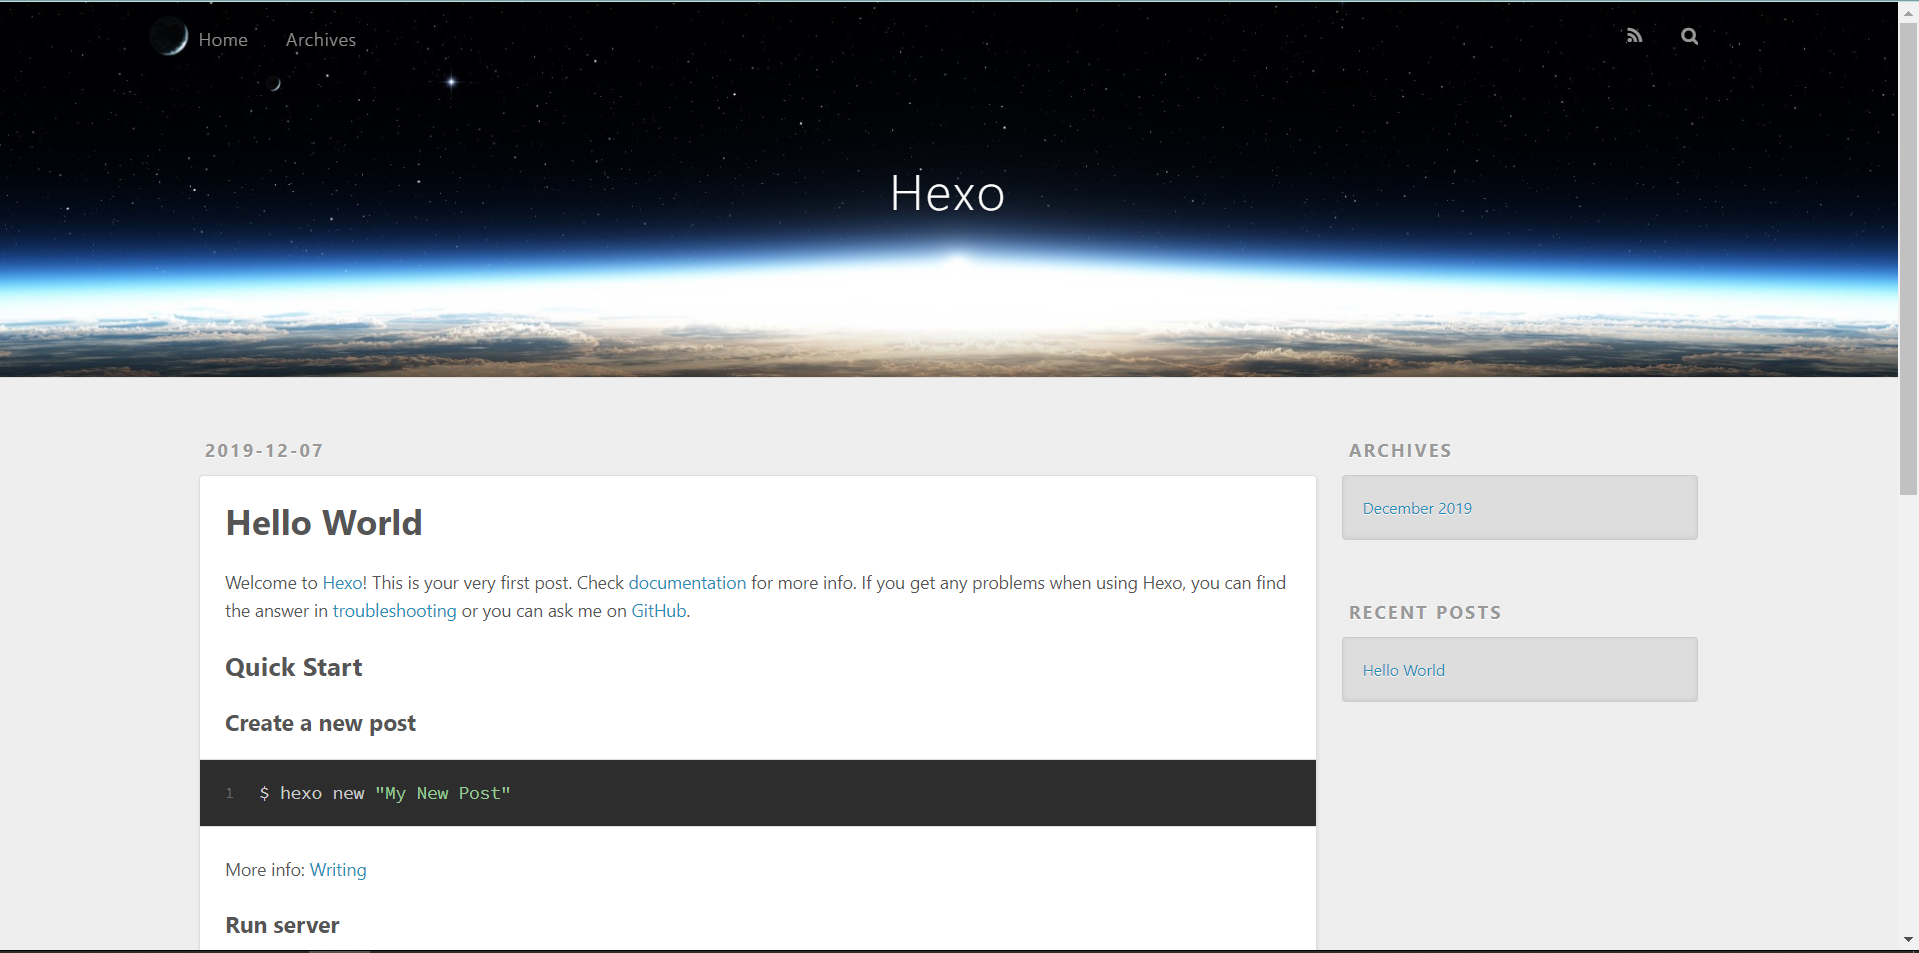 Home Archives
Hexo
2019-12-07
Hello World
Welcome to Hexo! This is your very first post. Check documentation for more info. If you get any problems when using Hexo, you can find
the answer in troubleshooting or you can ask me on GitHub.
Quick Start
Create a new post
1 $ hexo new "My New Post"
More info: Writing
Run server
ARCHIVES
December 2019
RECENT POSTS
Hello World